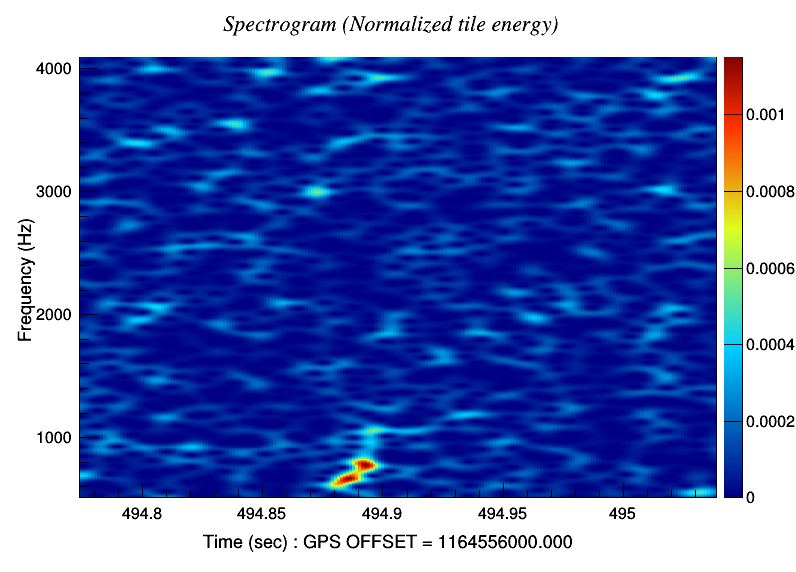 Spectrogram (Normalized tile energy)
4000
3000
2000
1000
Frequency (Hz)
494.8 494.85 494.9 494.95 495
Time (sec) : GPS OFFSET = 1164556000.000
0.001
0.0008
0.0006
0.0004
0.0002
0